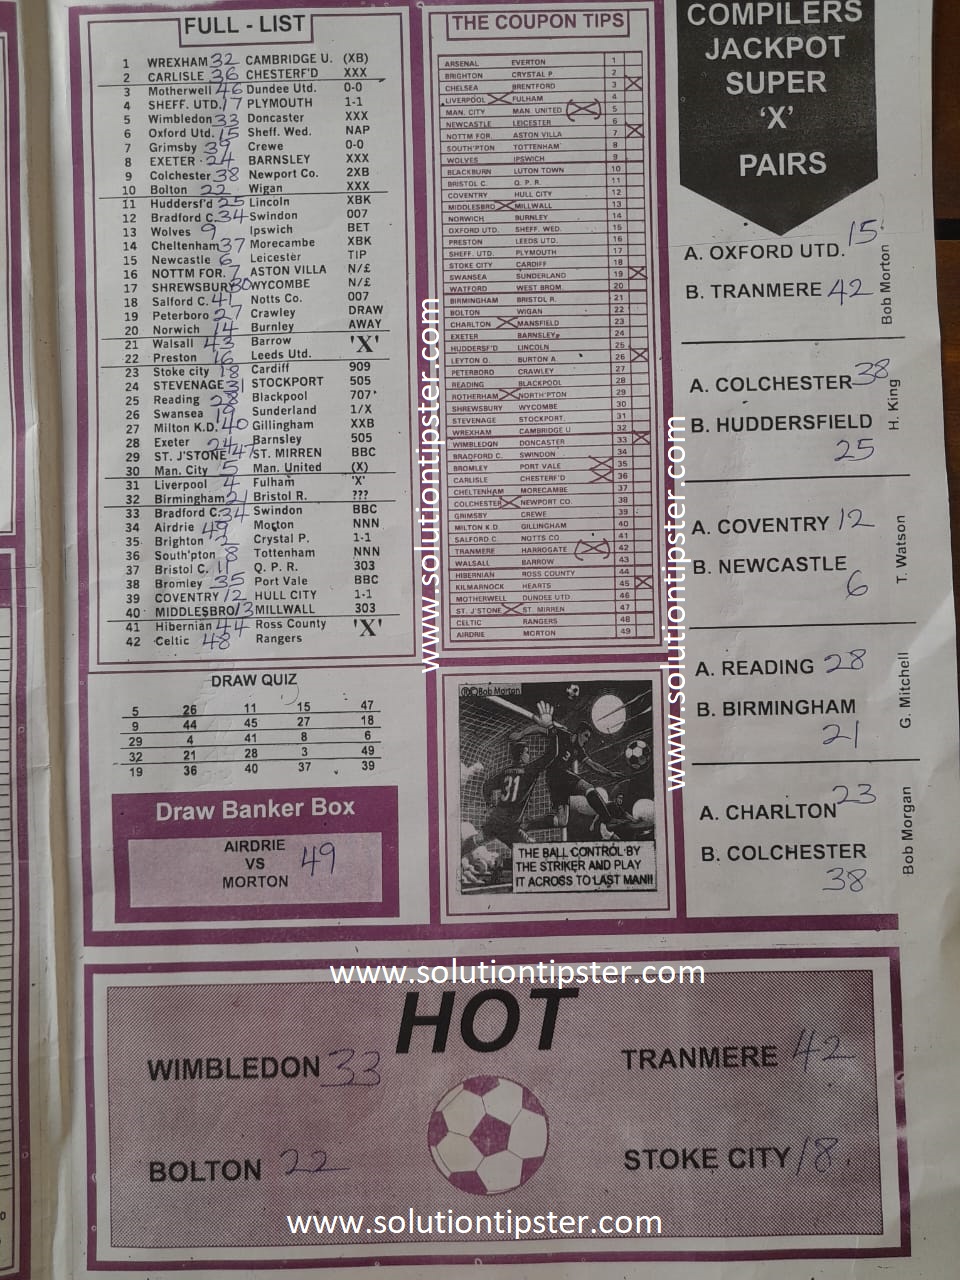 FULL - LIST
1 WREXHAM 32 CAMBRIDGE U. (XB)
2 CARLISLE 36 CHESTERF'D XXX
3 Motherwell 46 Dundee Utd. 0-0
4 SHEFF. UTD. 17 PLYMOUTH 1-1
5 Wimbledon 33 Doncaster XXX
6 Oxford Utd. 15 Sheff. Wed. NAP
7 Grimsby 39 Crewe 0-0
8 EXETER 24 BARNSLEY XXX
9 Colchester 38 Newport Co. 2XB
10 Bolton 22 Wigan XXX
11 Huddersf'd 25 Lincoln XBK
12 Bradford C. 34 Swindon 007
13 Wolves 9 Ipswich BET
14 Cheltenham 37 Morecambe XBK
15 Newcastle 6 Leicester TIP
16 NOTTM FOR. 7 ASTON VILLA N/£
17 SHREWSBURY 30 WYCOMBE N/£
18 Salford C. 41 Notts Co. 007
19 Peterboro 27 Crawley DRAW
20 Norwich 14 Burnley AWAY
21 Walsall 43 Barrow 'X'
22 Preston 16 Leeds Utd.
23 Stoke city 18 Cardiff 909
24 STEVENAGE 31 STOCKPORT 505
25 Reading 28 Blackpool 707
26 Swansea 19 Sunderland 1/X
27 Milton K.D. 40 Gillingham XXB
28 Exeter 24 Barnsley 505
29 ST. J'STONE 47 ST. MIRREN BBC
30 Man. City 5 Man. United (X)
31 Liverpool 4 Fulham 'X'
32 Birmingham 21 Bristol R. ???
33 Bradford C. 34 Swindon BBC
34 Airdrie 49 Morton NNN
35 Brighton 2 Crystal P. 1-1
36 South'pton 8 Tottenham NNN
37 Bristol C. 11 Q. P. R. 303
38 Bromley 35 Port Vale BBC
39 COVENTRY 12 HULL CITY 1-1
40 MIDDLESBRO 13 MILLWALL 303
41 Hibernian 44 Ross County 'X'
42 Celtic 48 Rangers
THE COUPON TIPS
ARSENAL EVERTON 1
BRIGHTON CRYSTAL P. 2
CHELSEA BRENTFORD 3
LIVERPOOL FULHAM 4
MAN. CITY MAN. UNITED 5
NEWCASTLE LEICESTER 6
NOTTM FOR. ASTON VILLA 7
SOUTH'PTON TOTTENHAM 8
WOLVES IPSWICH 9
BLACKBURN LUTON TOWN 10
BRISTOL C. Q. P. R. 11
COVENTRY HULL CITY 12
MIDDLESBRO MILLWALL 13
NORWICH BURNLEY 14
OXFORD UTD. SHEFF. WED. 15
PRESTON LEEDS UTD. 16
SHEFF. UTD. PLYMOUTH 17
STOKE CITY CARDIFF 18
SWANSEA SUNDERLAND 19
WATFORD WEST BROM. 20
BIRMINGHAM BRISTOL R. 21
BOLTON WIGAN 22
CHARLTON MANSFIELD 23
EXETER BARNSLEY 24
HUDDERSF'D LINCOLN 25
LEYTON O. BURTON A. 26
PETERBORO CRAWLEY 27
READING BLACKPOOL 28
ROTHERHAM NORTH'PTON 29
SHREWSBURY WYCOMBE 30
STEVENAGE STOCKPORT 31
WREXHAM CAMBRIDGE U 32
WIMBLEDON DONCASTER 33
BRADFORD C. SWINDON 34
BROMLEY PORT VALE 35
CARLISLE CHESTERF'D 36
CHELTENHAM MORECAMBE 37
COLCHESTER NEWPORT CO. 38
GRIMSBY CREWE 39
MILTON K.D GILLINGHAM 40
SALFORD C. NOTTS CO 41
TRANMERE HARROGATE 42
WALSALL BARROW 43
HIBERNIAN ROSS COUNTY 44
KILMARNOCK HEARTS 45
MOTHERWELL DUNDEE UTD. 46
ST. J'STONE ST. MIRREN 47
CELTIC RANGERS 48
AIRDRIE MORTON 49
COMPILERS
JACKPOT
SUPER
'X'
PAIRS
A. OXFORD UTD. 15
B. TRANMERE 42
Bob Morton
A. COLCHESTER 38
B. HUDDERSFIELD
25
H. King
A. COVENTRY 12
B. NEWCASTLE
6
T. Watson
A. READING 28
B. BIRMINGHAM
21
G. Mitchell
A. CHARLTON 23
B. COLCHESTER
38
Bob Morgan
DRAW QUIZ
5 26 11 15 47
9 44 45 27 18
29 4 41 8 6
32 21 28 3 49
19 36 40 37 39
Draw Banker Box
AIRDRIE
VS 49
MORTON
Bob Morton
31
THE BALL CONTROL BY
THE STRIKER AND PLAY
IT ACROSS TO LAST MAN!!
www.solutiontipster.com
www.solutiontipster.com
www.solutiontipster.com
HOT
WIMBLEDON 33
TRANMERE 42
BOLTON 22
STOKE CITY 18
www.solutiontipster.com